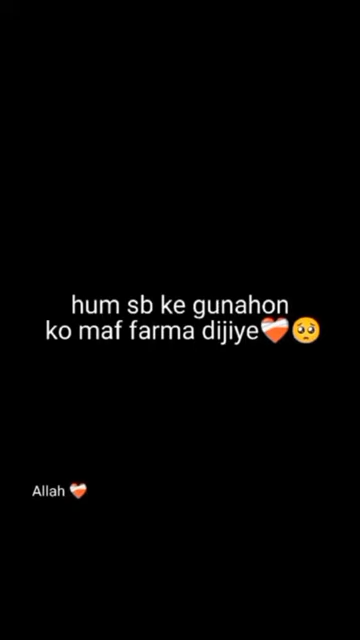 hum sb ke gunahon
ko maf farma dijiye❤️‍🩹🥺
Allah ❤️‍🩹